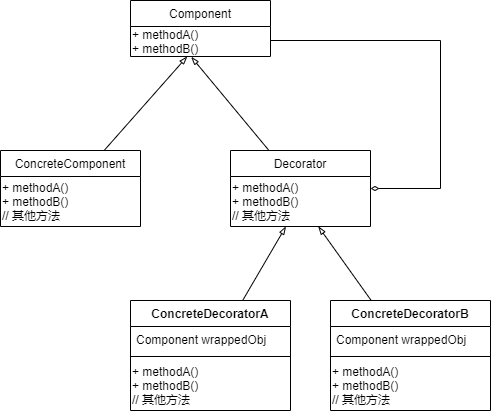 Component
+ methodA()
+ methodB()
ConcreteComponent
+ methodA()
+ methodB()
// 其他方法
Decorator
+ methodA()
+ methodB()
// 其他方法
ConcreteDecoratorA
Component wrappedObj
+ methodA()
+ methodB()
// 其他方法
ConcreteDecoratorB
Component wrappedObj
+ methodA()
+ methodB()
// 其他方法